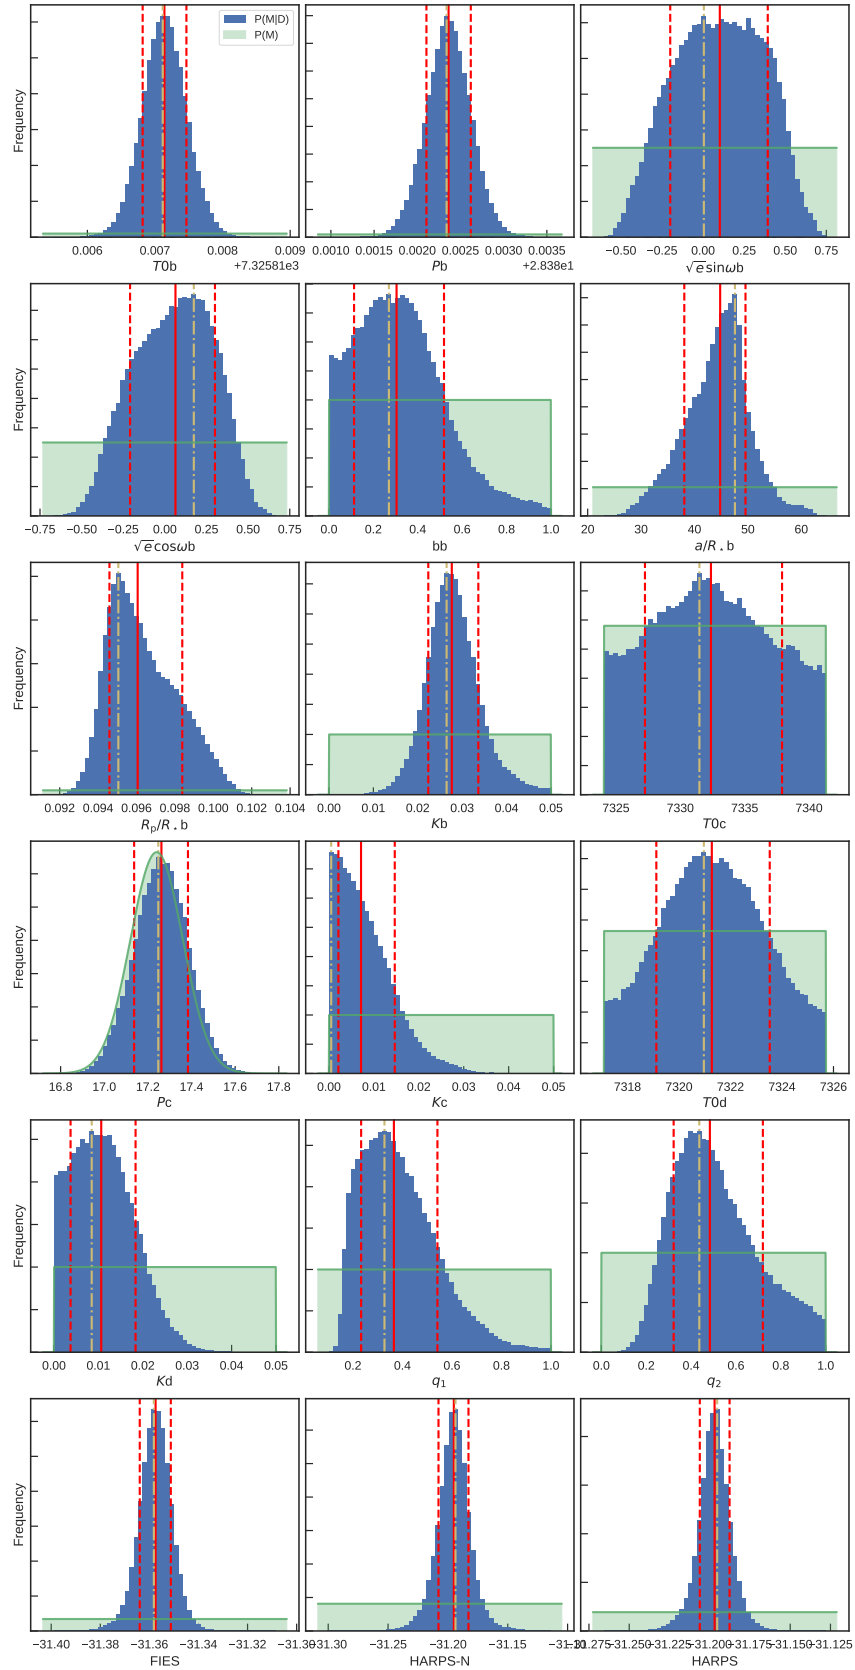 P(M|D)
P(M)
Frequency
0.006 0.007 0.008 0.009
T0b +7.32581e3
0.0010 0.0015 0.0020 0.0025 0.0030 0.0035
Pb +2.838e1
−0.50 −0.25 0.00 0.25 0.50 0.75
√e sinωb
Frequency
−0.75 −0.50 −0.25 0.00 0.25 0.50 0.75
√e cosωb
0.0 0.2 0.4 0.6 0.8 1.0
bb
20 30 40 50 60
a/R⋆b
Frequency
0.092 0.094 0.096 0.098 0.100 0.102 0.104
Rp/R⋆b
0.00 0.01 0.02 0.03 0.04 0.05
Kb
7325 7330 7335 7340
T0c
Frequency
16.8 17.0 17.2 17.4 17.6 17.8
Pc
0.00 0.01 0.02 0.03 0.04 0.05
Kc
7318 7320 7322 7324 7326
T0d
Frequency
0.00 0.01 0.02 0.03 0.04 0.05
Kd
0.2 0.4 0.6 0.8 1.0
q1
0.0 0.2 0.4 0.6 0.8 1.0
q2
Frequency
−31.40 −31.38 −31.36 −31.34 −31.32
FIES
−31.30 −31.25 −31.20 −31.15
HARPS-N
−31.275 −31.250 −31.225 −31.200 −31.175 −31.150 −31.125
HARPS